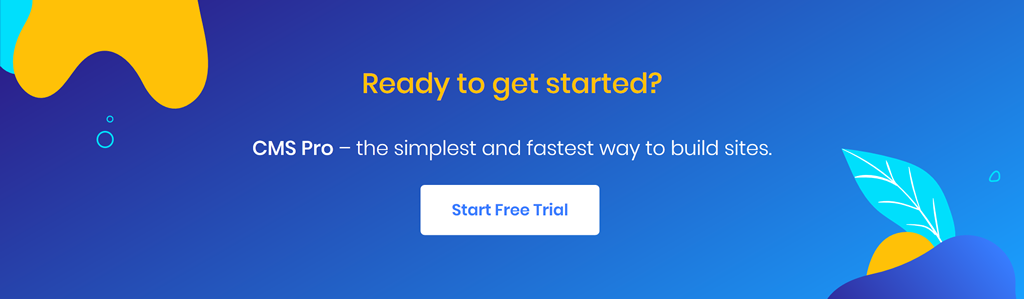 Ready to get started?
CMS Pro – the simplest and fastest way to build sites.
Start Free Trial